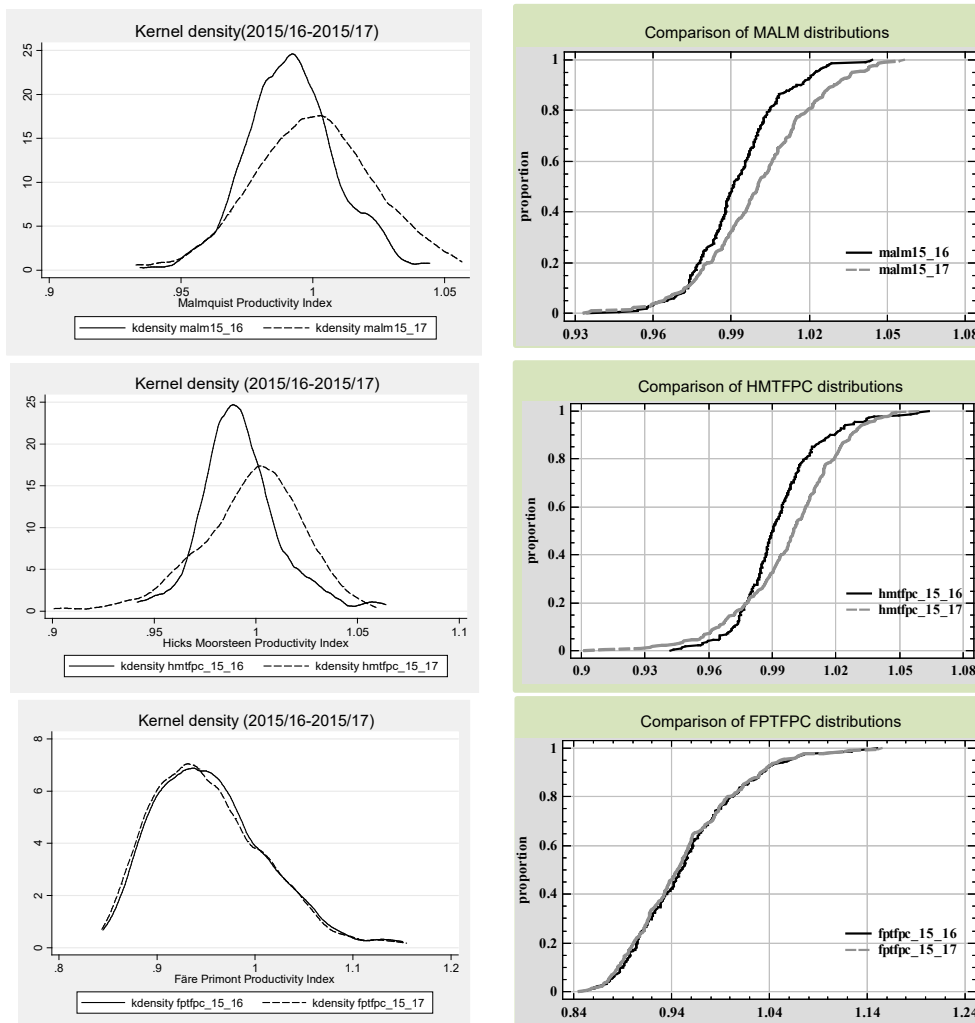 Kernel density(2015/16-2015/17)
25
20
15
10
5
0
.9 .95 1 1.05
Malmquist Productivity Index
kdensity malm15_16 kdensity malm15_17
Comparison of MALM distributions
proportion
1
0.8
0.6
0.4
0.2
0
malm15_16
malm15_17
0.93 0.96 0.99 1.02 1.05 1.08
Kernel density (2015/16-2015/17)
25
20
15
10
5
0
.9 .95 1 1.05 1.1
Hicks Moorsteen Productivity Index
kdensity hmtfpc_15_16 kdensity hmtfpc_15_17
Comparison of HMTFPC distributions
proportion
1
0.8
0.6
0.4
0.2
0
hmtfpc_15_16
hmtfpc_15_17
0.9 0.93 0.96 0.99 1.02 1.05 1.08
Kernel density (2015/16-2015/17)
8
6
4
2
0
.8 .9 1 1.1 1.2
Färe Primont Productivity Index
kdensity fptfpc_15_16 kdensity fptfpc_15_17
Comparison of FPTFPC distributions
proportion
1
0.8
0.6
0.4
0.2
0
fptfpc_15_16
fptfpc_15_17
0.84 0.94 1.04 1.14 1.24